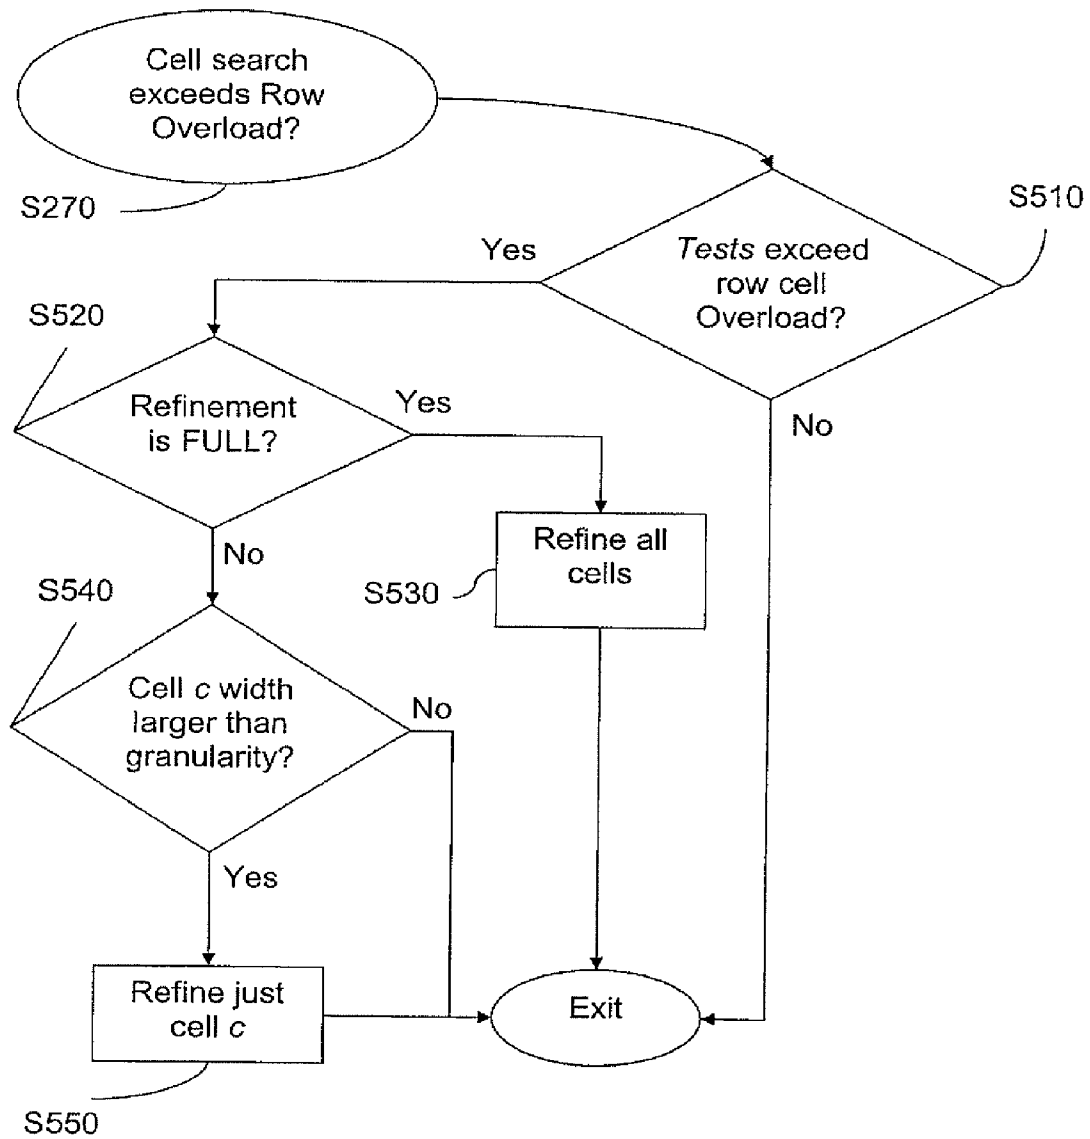 Cell search
exceeds Row
Overload?
S270
S510
Tests exceed
row cell
Overload?
Yes
No
S520
Refinement
is FULL?
Yes
No
Refine all
cells
S530
S540
Cell c width
larger than
granularity?
No
Yes
Refine just
cell c
S550
Exit